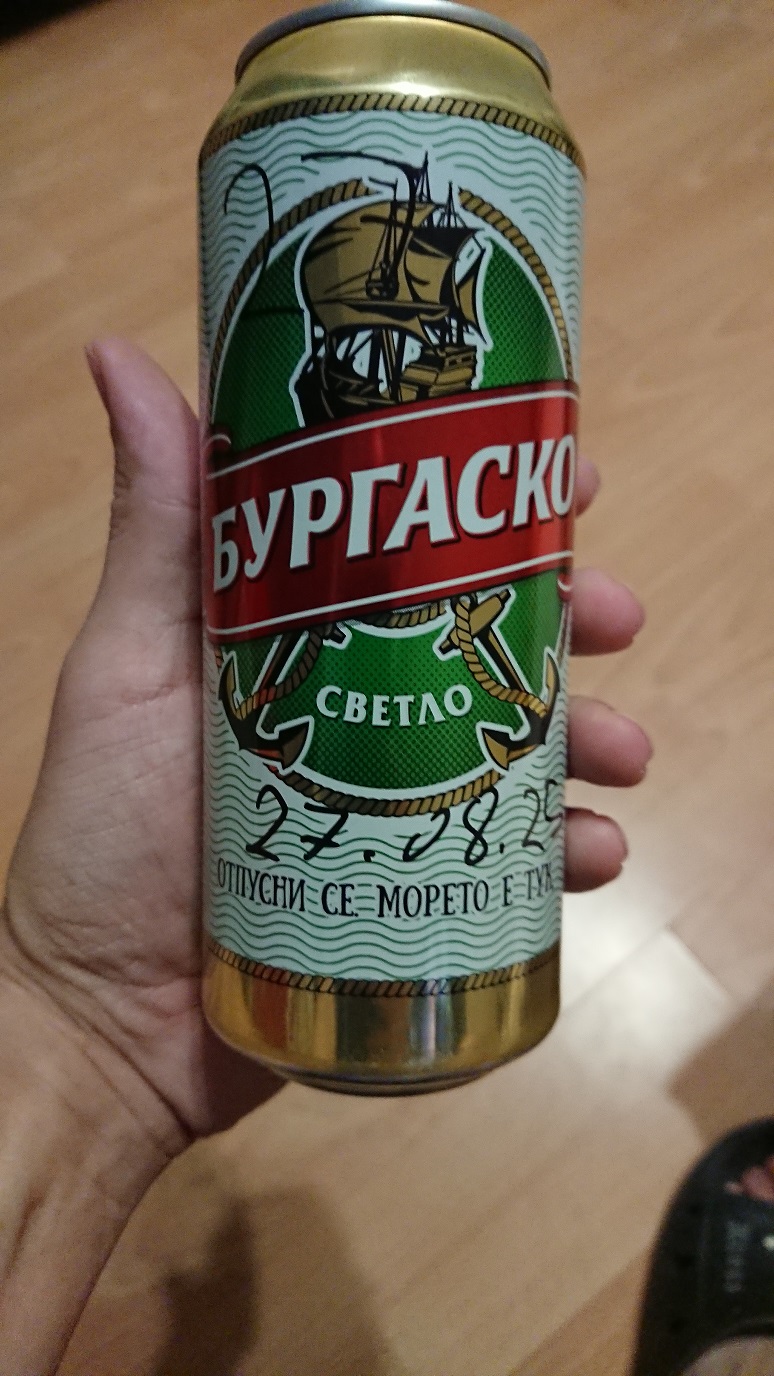 БУРГАСКО
СВЕТЛО
27.08.25
ОТПУСНИ СЕ. МОРЕТО Е ТУК